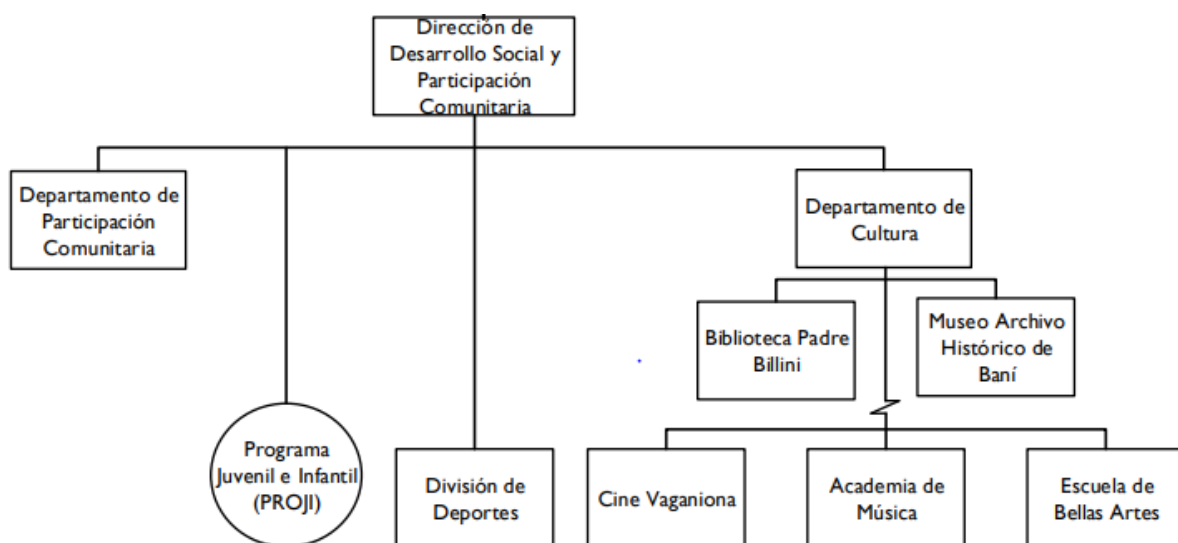 Dirección de
Desarrollo Social y
Participación
Comunitaria
Departamento de
Participación
Comunitaria
Departamento de
Cultura
Biblioteca Padre
Billini
Museo Archivo
Histórico de
Baní
Programa
Juvenil e Infantil
(PROJI)
División de
Deportes
Cine Vaganiona
Academia de
Música
Escuela de
Bellas Artes